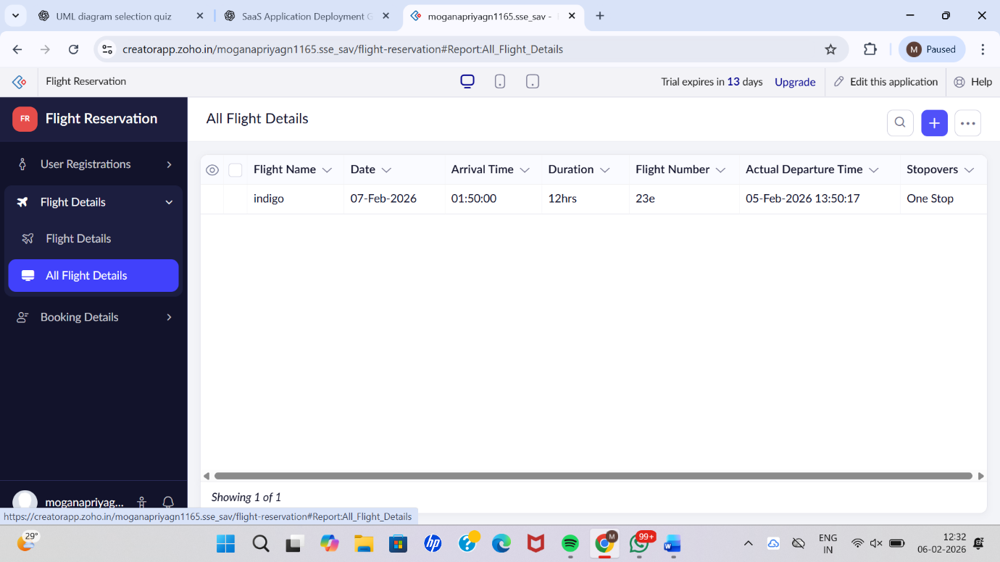 UML diagram selection quiz
SaaS Application Deployment G
moganapriyagn1165.sse_sav -
creatorapp.zoho.in/moganapriyagn1165.sse_sav/flight-reservation#Report:All_Flight_Details
M Paused
Flight Reservation
Trial expires in 13 days Upgrade
Edit this application
Help
FR Flight Reservation
User Registrations
Flight Details
Flight Details
All Flight Details
Booking Details
moganapriyag...
All Flight Details
Flight Name Date Arrival Time Duration Flight Number Actual Departure Time Stopovers
indigo 07-Feb-2026 01:50:00 12hrs 23e 05-Feb-2026 13:50:17 One Stop
Showing 1 of 1
https://creatorapp.zoho.in/moganapriyagn1165.sse_sav/flight-reservation#Report:All_Flight_Details
29°
hp
M
99+
W
ENG
IN
12:32
06-02-2026